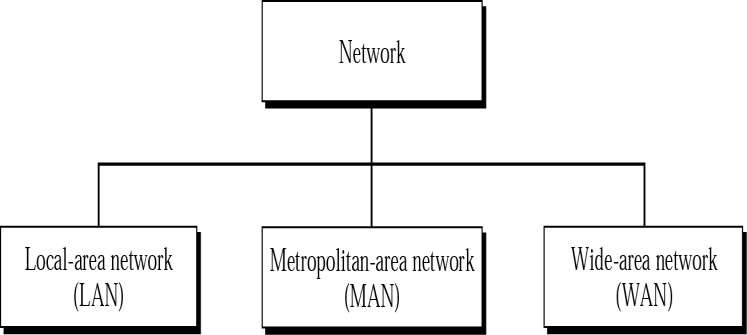 Network
Local-area network
(LAN)
Metropolitan-area network
(MAN)
Wide-area network
(WAN)